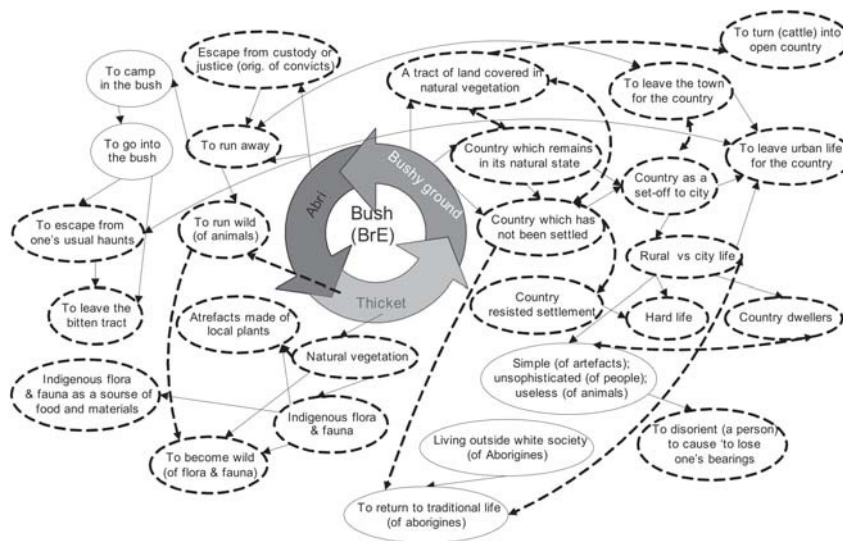 Escape from custody or
justice (orig. of convicts)
To turn (cattle) into
open country
To camp
in the bush
A tract of land covered in
natural vegetation
To leave the town
for the country
To go into
the bush
To run away
Country which remains
in its natural state
To leave urban life
for the country
Abri
Bushy ground
Country as a
set-off to city
Bush
(BrE)
To escape from
one's usual haunts
To run wild
(of animals)
Country which has
not been settled
Rural vs city life
Thicket
To leave the
bitten tract
Atrefacts made of
local plants
Country
resisted settlement
Hard life
Country dwellers
Natural vegetation
Simple (of artefacts);
unsophisticated (of people);
useless (of animals)
Indigenous flora
& fauna as a sourse of
food and materials
Indigenous flora
& fauna
To disorient (a person)
to cause 'to lose
one's bearings
Living outside white society
(of Aborigines)
To become wild
(of flora & fauna)
To return to traditional life
(of aborigines)